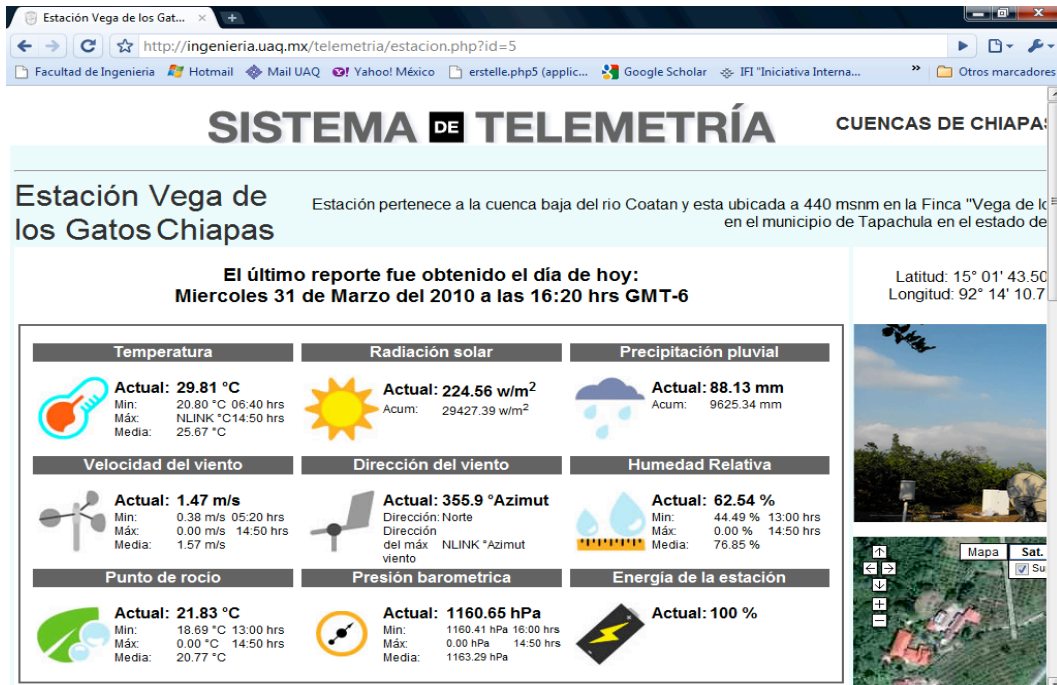 Estación Vega de los Gat...
http://ingenieria.uaq.mx/telemetria/estacion.php?id=5
Facultad de Ingenieria Hotmail Mail UAQ Yahoo! México erstelle.php5 (applic... Google Scholar IFI "Iniciativa Interna... » Otros marcadores
SISTEMA DE TELEMETRÍA
CUENCAS DE CHIAPAS
Estación Vega de
los Gatos Chiapas
Estación pertenece a la cuenca baja del rio Coatan y esta ubicada a 440 msnm en la Finca "Vega de lo
en el municipio de Tapachula en el estado de
El último reporte fue obtenido el día de hoy:
Miercoles 31 de Marzo del 2010 a las 16:20 hrs GMT-6
Latitud: 15° 01' 43.50
Longitud: 92° 14' 10.7
Temperatura
Actual: 29.81 °C
Min: 20.80 °C 06:40 hrs
Máx: NLINK °C14:50 hrs
Media: 25.67 °C
Radiación solar
Actual: 224.56 w/m2
Acum: 29427.39 w/m2
Precipitación pluvial
Actual: 88.13 mm
Acum: 9625.34 mm
Velocidad del viento
Actual: 1.47 m/s
Min: 0.38 m/s 05:20 hrs
Máx: 0.00 m/s 14:50 hrs
Media: 1.57 m/s
Dirección del viento
Actual: 355.9 °Azimut
Dirección: Norte
Dirección
del máx NLINK °Azimut
viento
Humedad Relativa
Actual: 62.54 %
Min: 44.49 % 13:00 hrs
Máx: 0.00 % 14:50 hrs
Media: 76.85 %
Punto de rocío
Actual: 21.83 °C
Min: 18.69 °C 13:00 hrs
Máx: 0.00 °C 14:50 hrs
Media: 20.77 °C
Presión barometrica
Actual: 1160.65 hPa
Min: 1160.41 hPa 16:00 hrs
Máx: 0.00 hPa 14:50 hrs
Media: 1163.29 hPa
Energía de la estación
Actual: 100 %
Mapa Sat.
Su